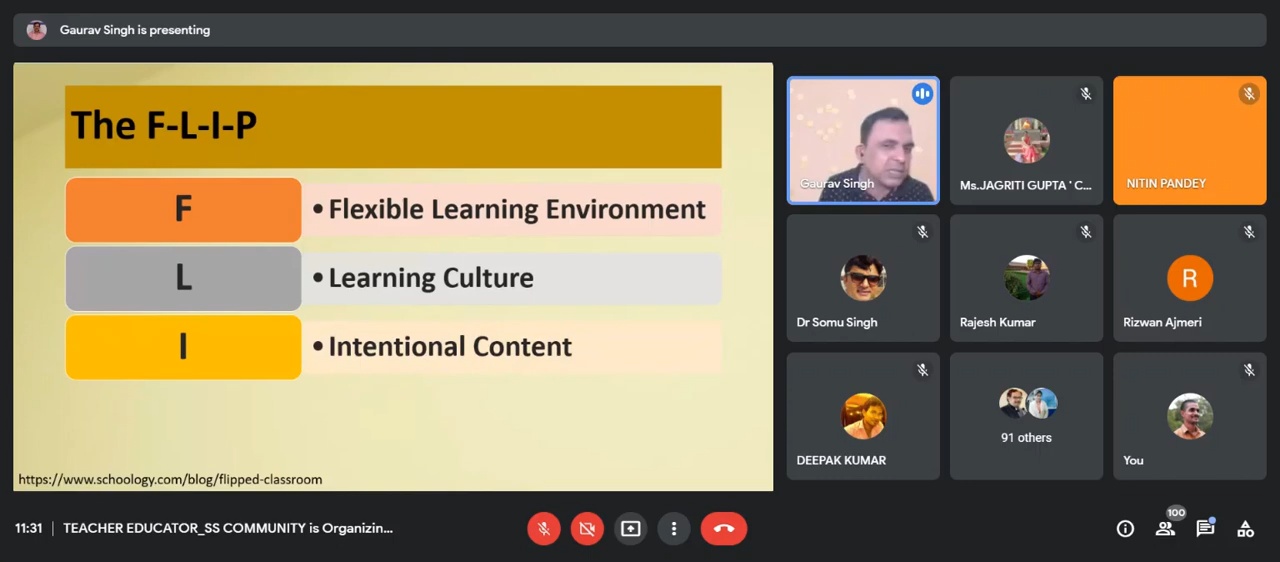 Gaurav Singh is presenting
The F-L-I-P
F
• Flexible Learning Environment
L
• Learning Culture
I
• Intentional Content
https://www.schoology.com/blog/flipped-classroom
Gaurav Singh
Ms.JAGRITI GUPTA ' C...
NITIN PANDEY
Dr Somu Singh
Rajesh Kumar
R
Rizwan Ajmeri
DEEPAK KUMAR
91 others
You
11:31 | TEACHER EDUCATOR_SS COMMUNITY is Organizin...
100